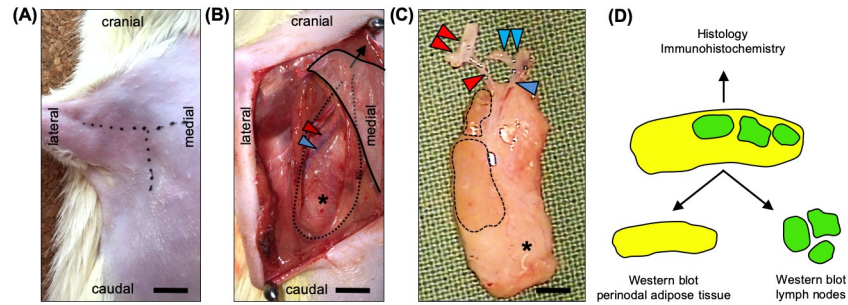 (A)
cranial
lateral
medial
caudal
(B)
cranial
lateral
medial
*
caudal
(C)
*
(D)
Histology
Immunohistochemistry
Western blot
perinodal adipose tissue
Western blot
lymph nodes